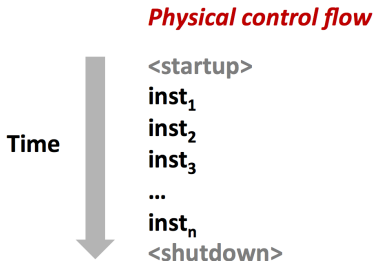 Physical control flow
<startup>
inst1
inst2
Time
inst3
...
instn
<shutdown>